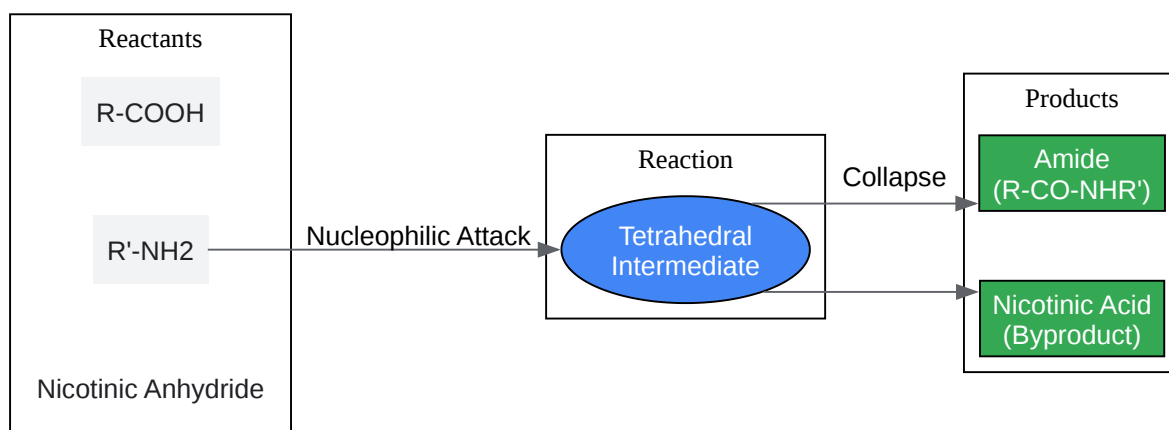 Reactants
R-COOH
R'-NH2
Nicotinic Anhydride
Nucleophilic Attack
Reaction
Tetrahedral
Intermediate
Collapse
Products
Amide
(R-CO-NHR')
Nicotinic Acid
(Byproduct)